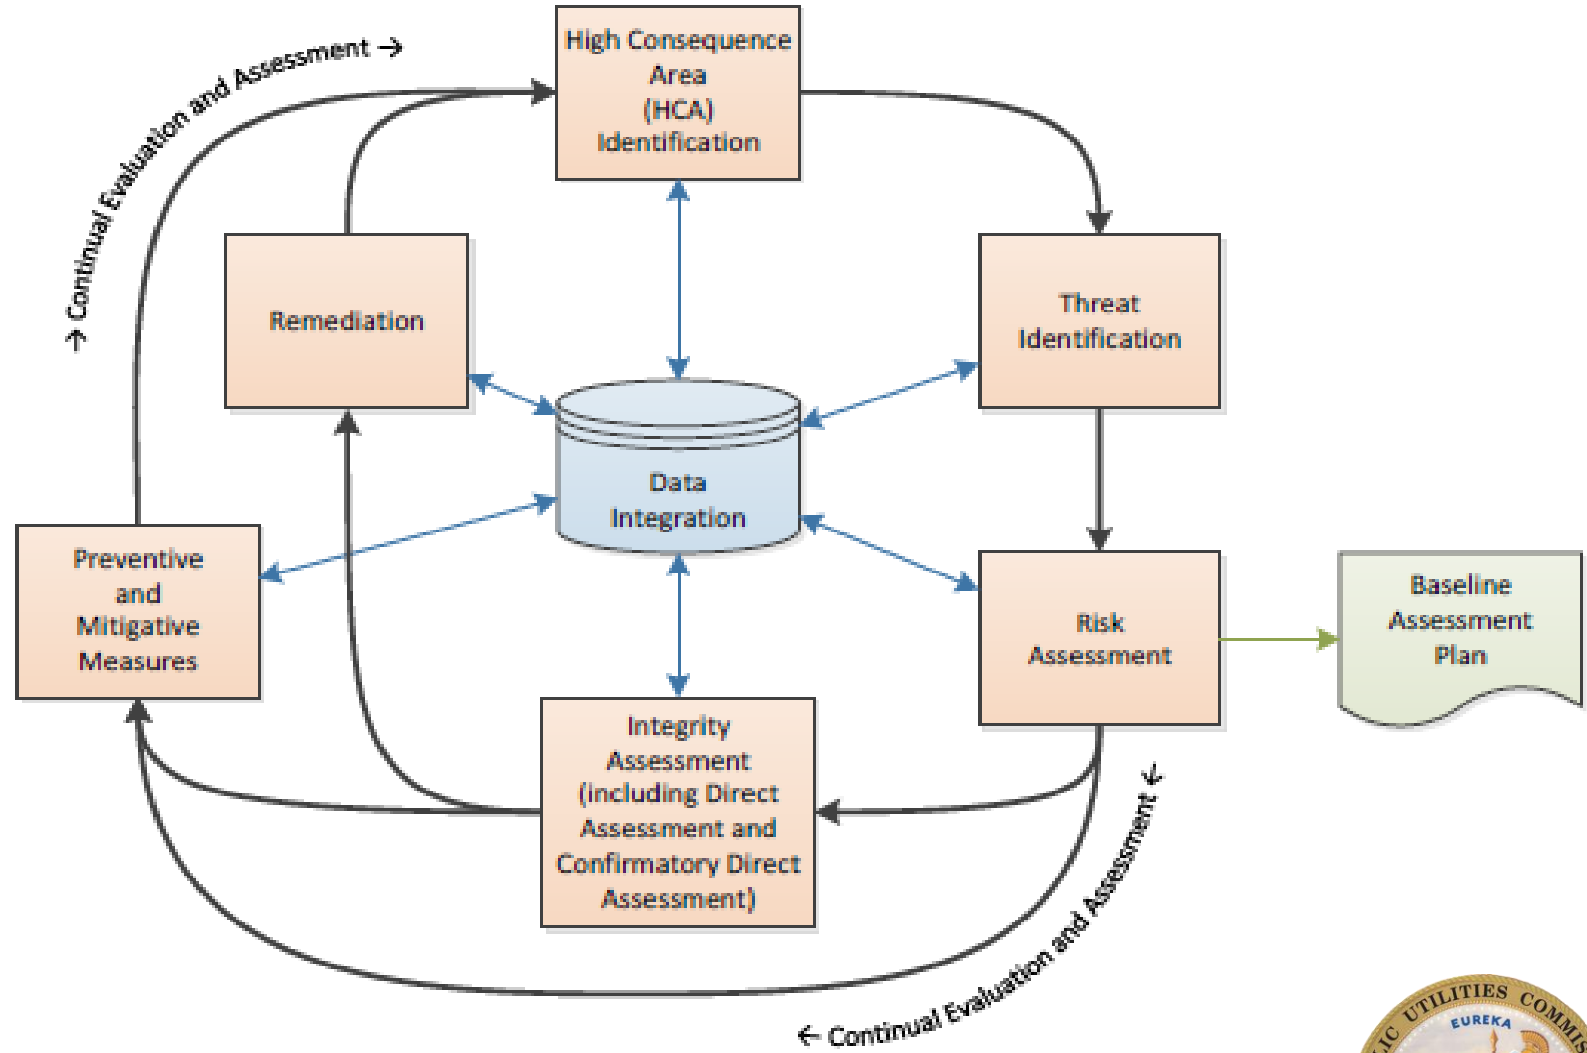 → Continual Evaluation and Assessment →
High Consequence
Area
(HCA)
Identification
Remediation
Threat
Identification
Data
Integration
Preventive
and
Mitigative
Measures
Risk
Assessment
Baseline
Assessment
Plan
Integrity
Assessment
(including Direct
Assessment and
Confirmatory Direct
Assessment)
← Continual Evaluation and Assessment ←
UTILITIES
EUREKA